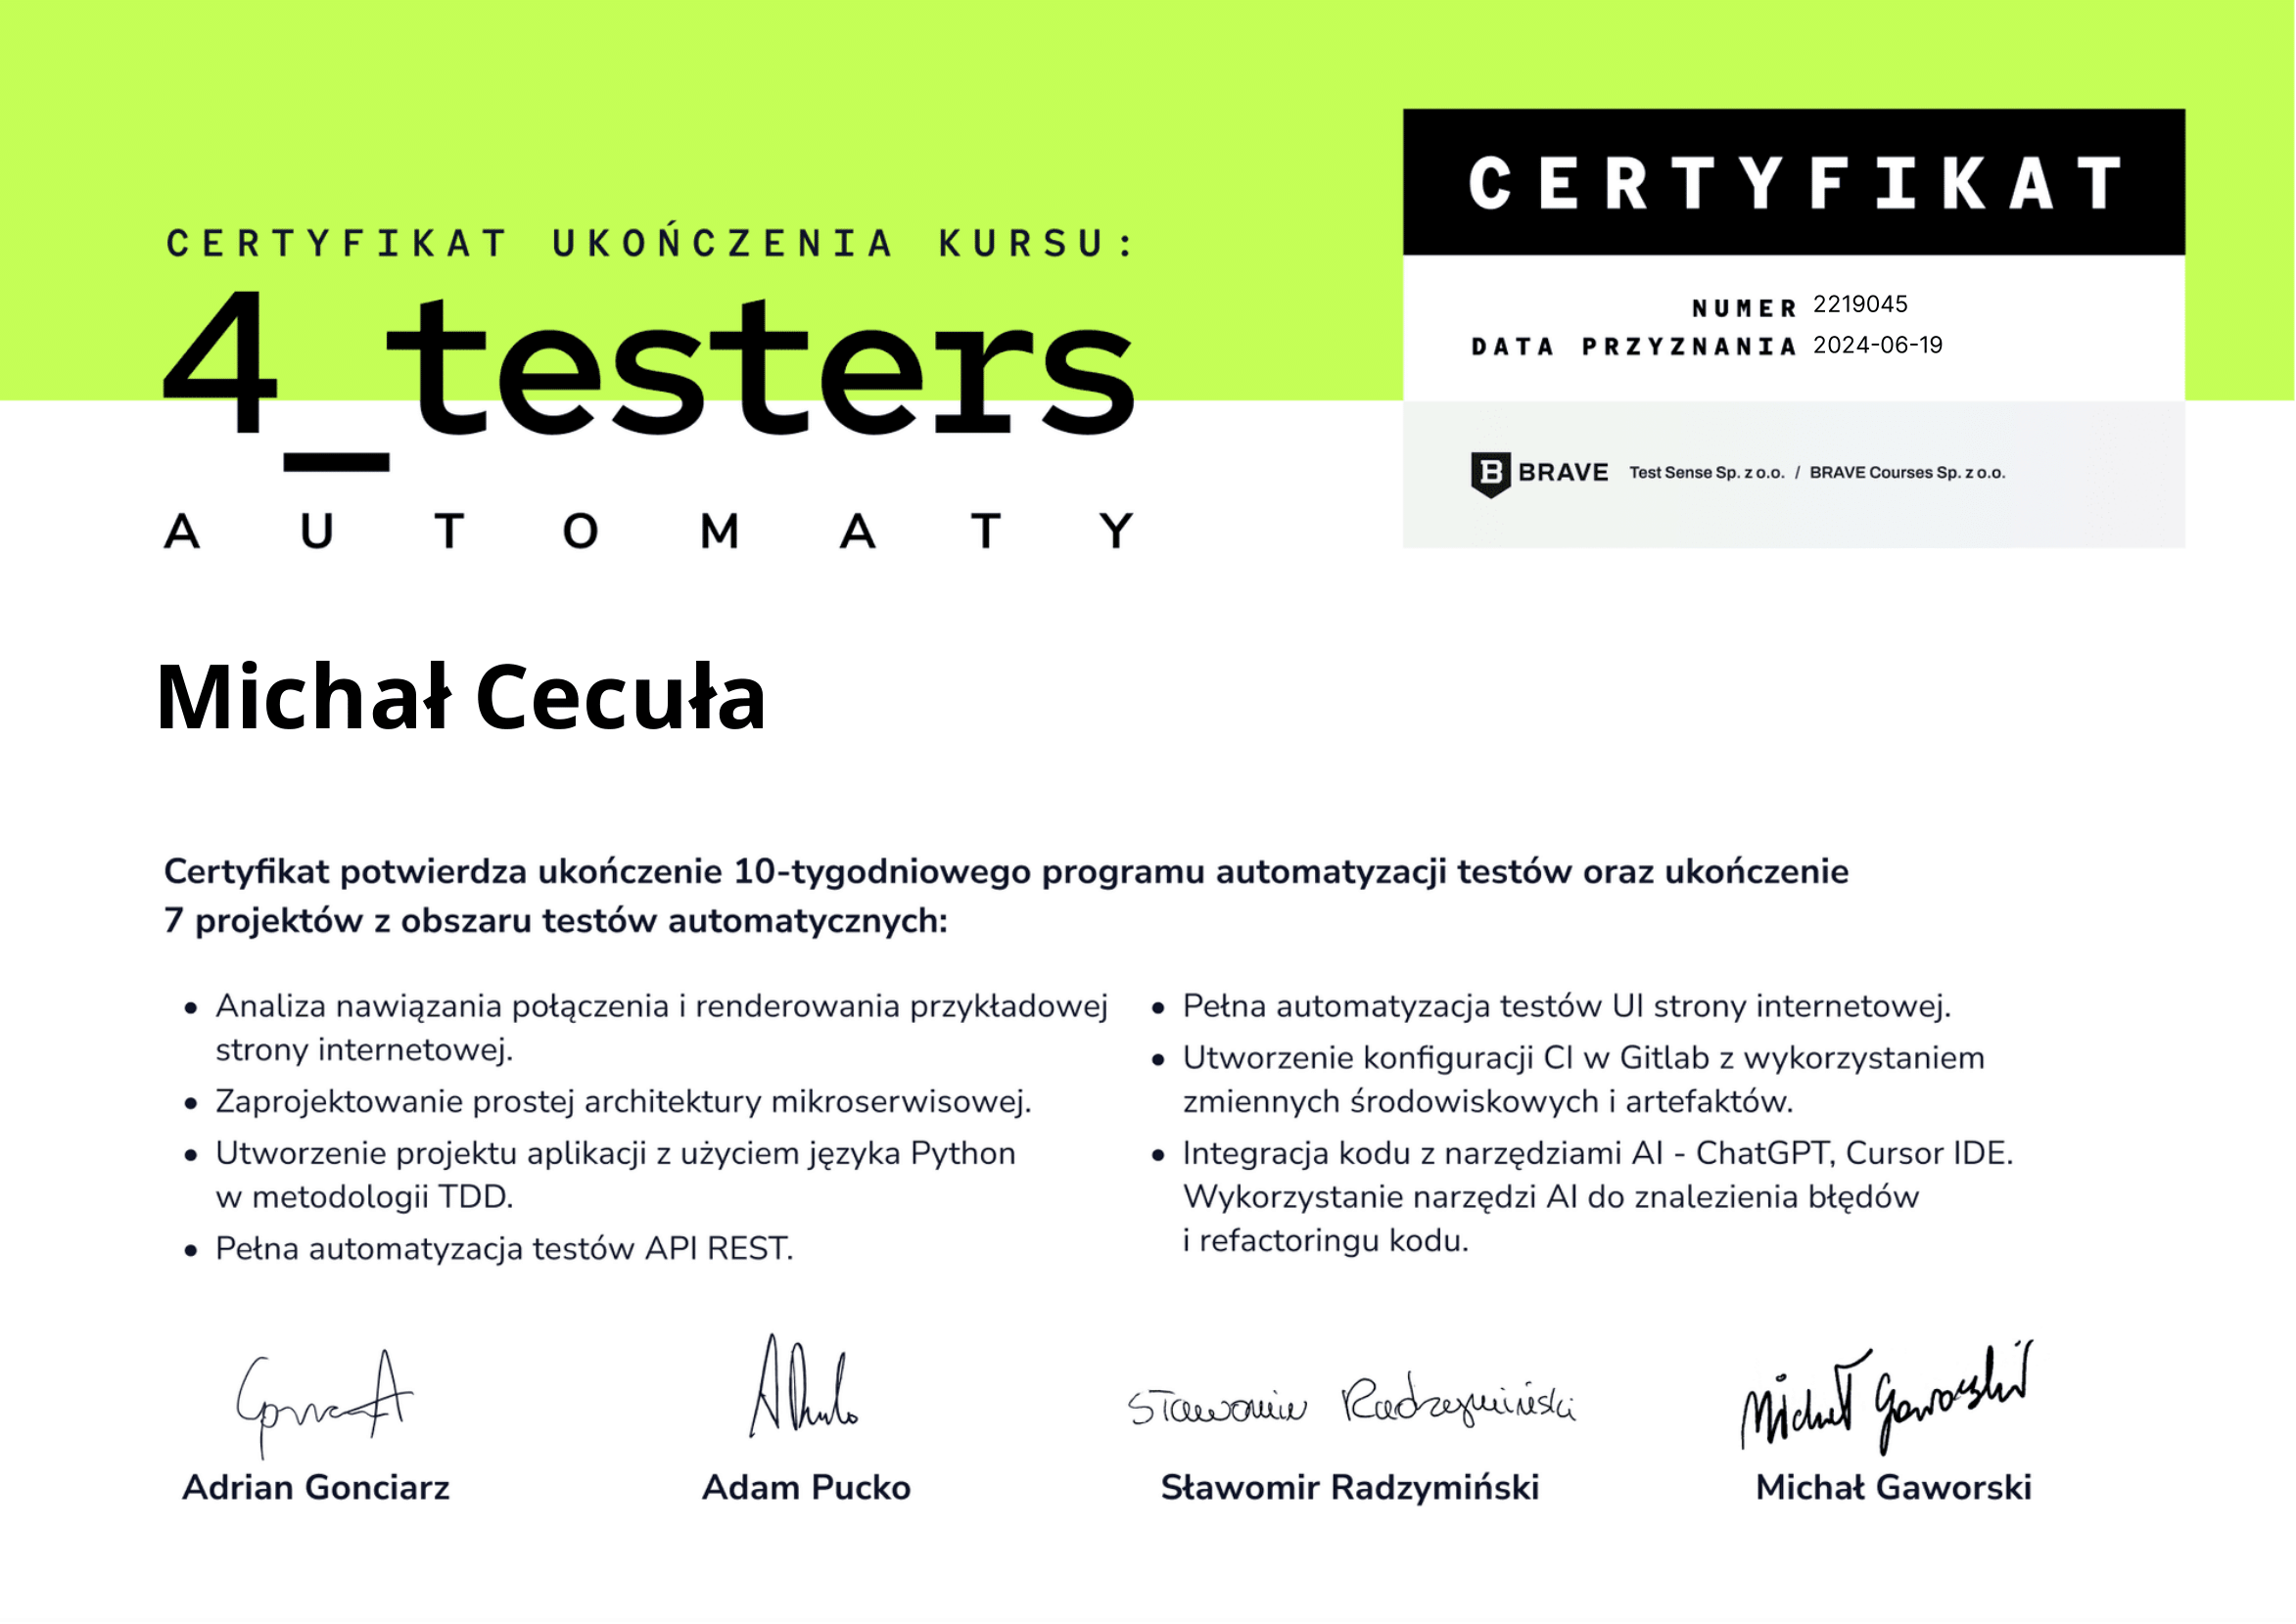 CERTYFIKAT UKOŃCZENIA KURSU:
4_testers
AUTOMATY
CERTYFIKAT
NUMER 2219045
DATA PRZYZNANIA 2024-06-19
B BRAVE Test Sense Sp. z o.o. / BRAVE Courses Sp. z o.o.
Michał Cecuła
Certyfikat potwierdza ukończenie 10-tygodniowego programu automatyzacji testów oraz ukończenie
7 projektów z obszaru testów automatycznych:
• Analiza nawiązania połączenia i renderowania przykładowej
strony internetowej.
• Zaprojektowanie prostej architektury mikroserwisowej.
• Utworzenie projektu aplikacji z użyciem języka Python
w metodologii TDD.
• Pełna automatyzacja testów API REST.
• Pełna automatyzacja testów UI strony internetowej.
• Utworzenie konfiguracji CI w Gitlab z wykorzystaniem
zmiennych środowiskowych i artefaktów.
• Integracja kodu z narzędziami AI - ChatGPT, Cursor IDE.
Wykorzystanie narzędzi AI do znalezienia błędów
i refactoringu kodu.
Sławomir Radzymiński
Michał Gaworski
Adrian Gonciarz
Adam Pucko
Sławomir Radzymiński
Michał Gaworski